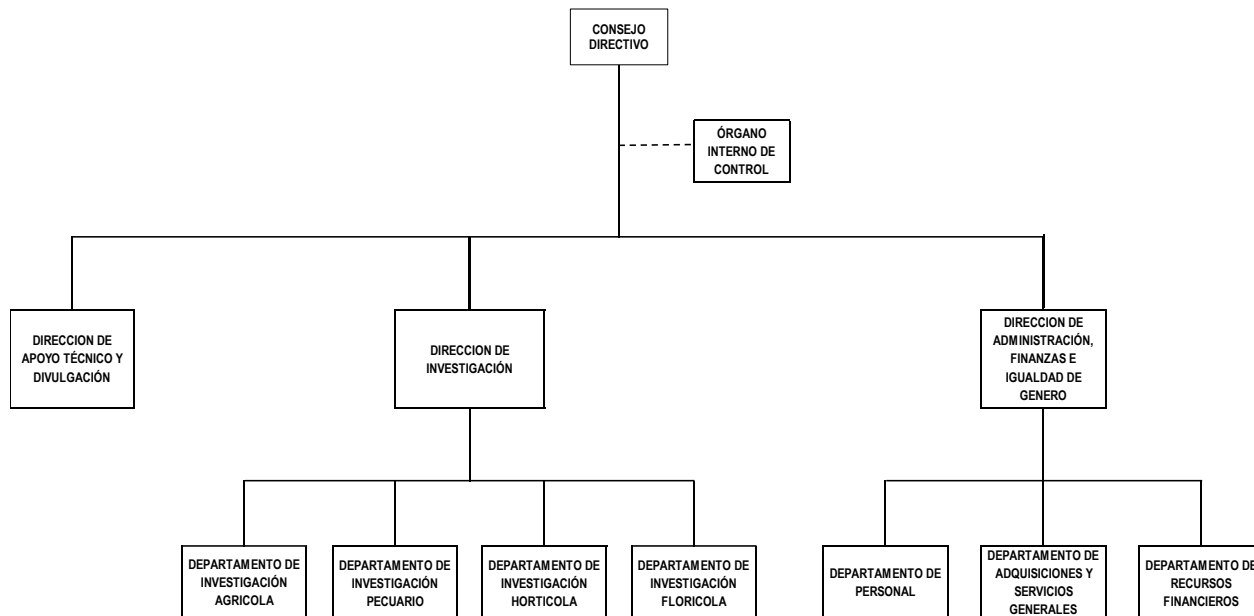 CONSEJO
DIRECTIVO
ÓRGANO
INTERNO DE
CONTROL
DIRECCION DE
APOYO TÉCNICO Y
DIVULGACIÓN
DIRECCION DE
INVESTIGACIÓN
DIRECCION DE
ADMINISTRACIÓN,
FINANZAS E
IGUALDAD DE
GENERO
DEPARTAMENTO DE
INVESTIGACIÓN
AGRICOLA
DEPARTAMENTO DE
INVESTIGACIÓN
PECUARIO
DEPARTAMENTO DE
INVESTIGACIÓN
HORTICOLA
DEPARTAMENTO DE
INVESTIGACIÓN
FLORICOLA
DEPARTAMENTO DE
PERSONAL
DEPARTAMENTO DE
ADQUISICIONES Y
SERVICIOS
GENERALES
DEPARTAMENTO DE
RECURSOS
FINANCIEROS